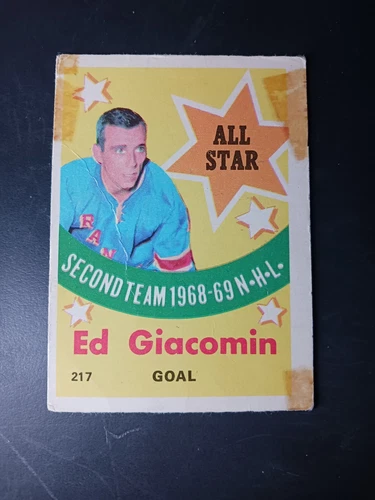 ALL
STAR
RAN
SECOND TEAM 1968-69 N·H·L·
Ed Giacomin
217 GOAL